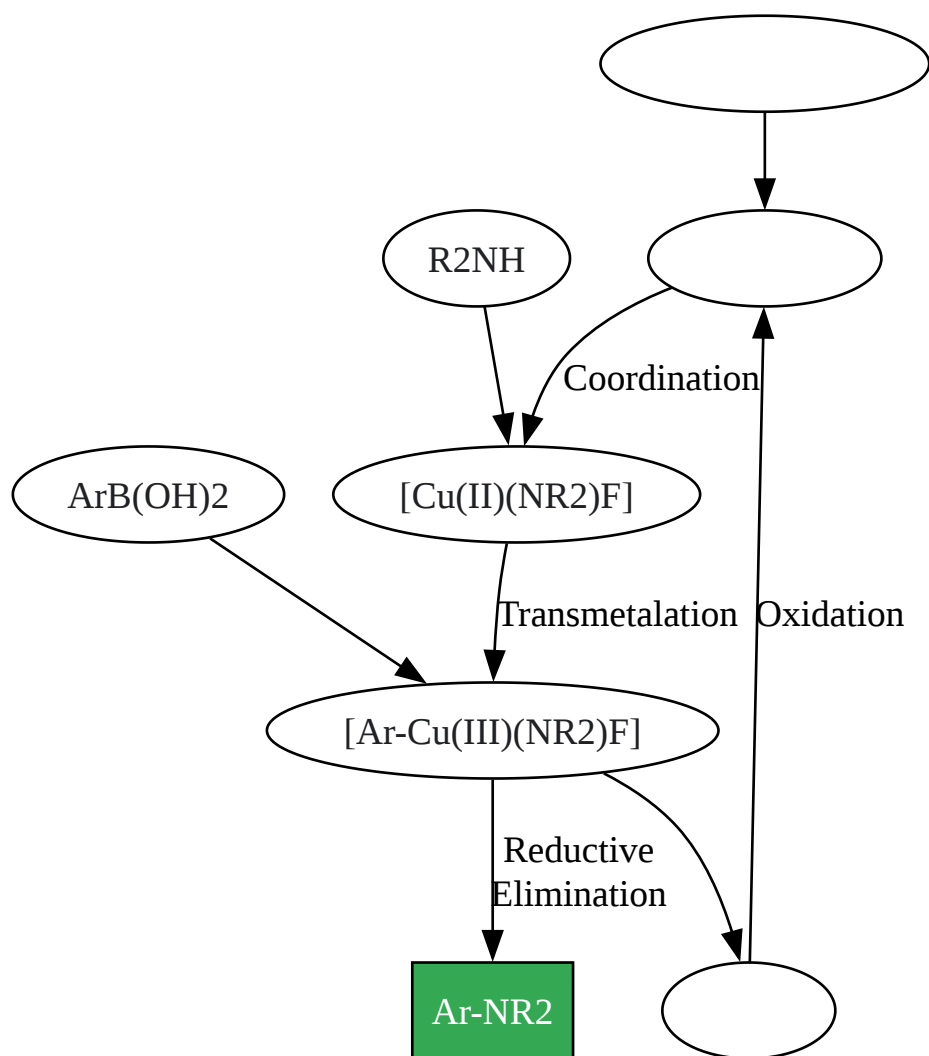 R2NH
Coordination
ArB(OH)2
[Cu(II)(NR2)F]
Transmetalation
Oxidation
[Ar-Cu(III)(NR2)F]
Reductive
Elimination
Ar-NR2